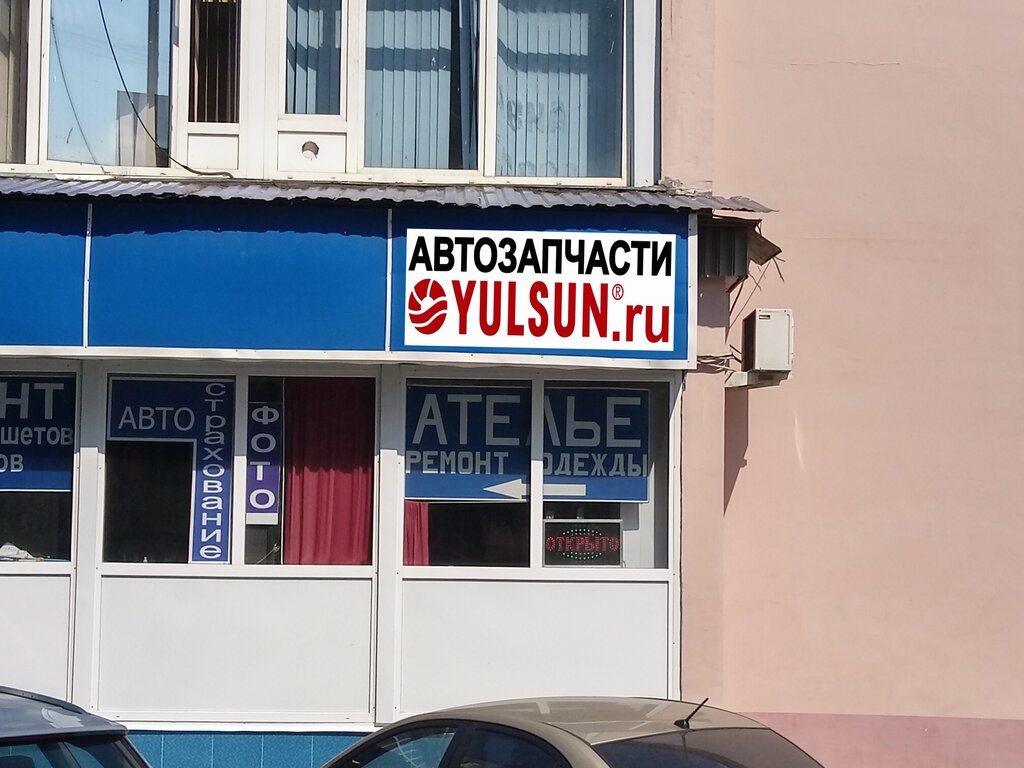 АВТОЗАПЧАСТИ
YULSUN®.ru
НТ
шетов
ов
АВТО
страхование
ФОТО
АТЕЛЬЕ
РЕМОНТ ОДЕЖДЫ
ОТКРЫТО